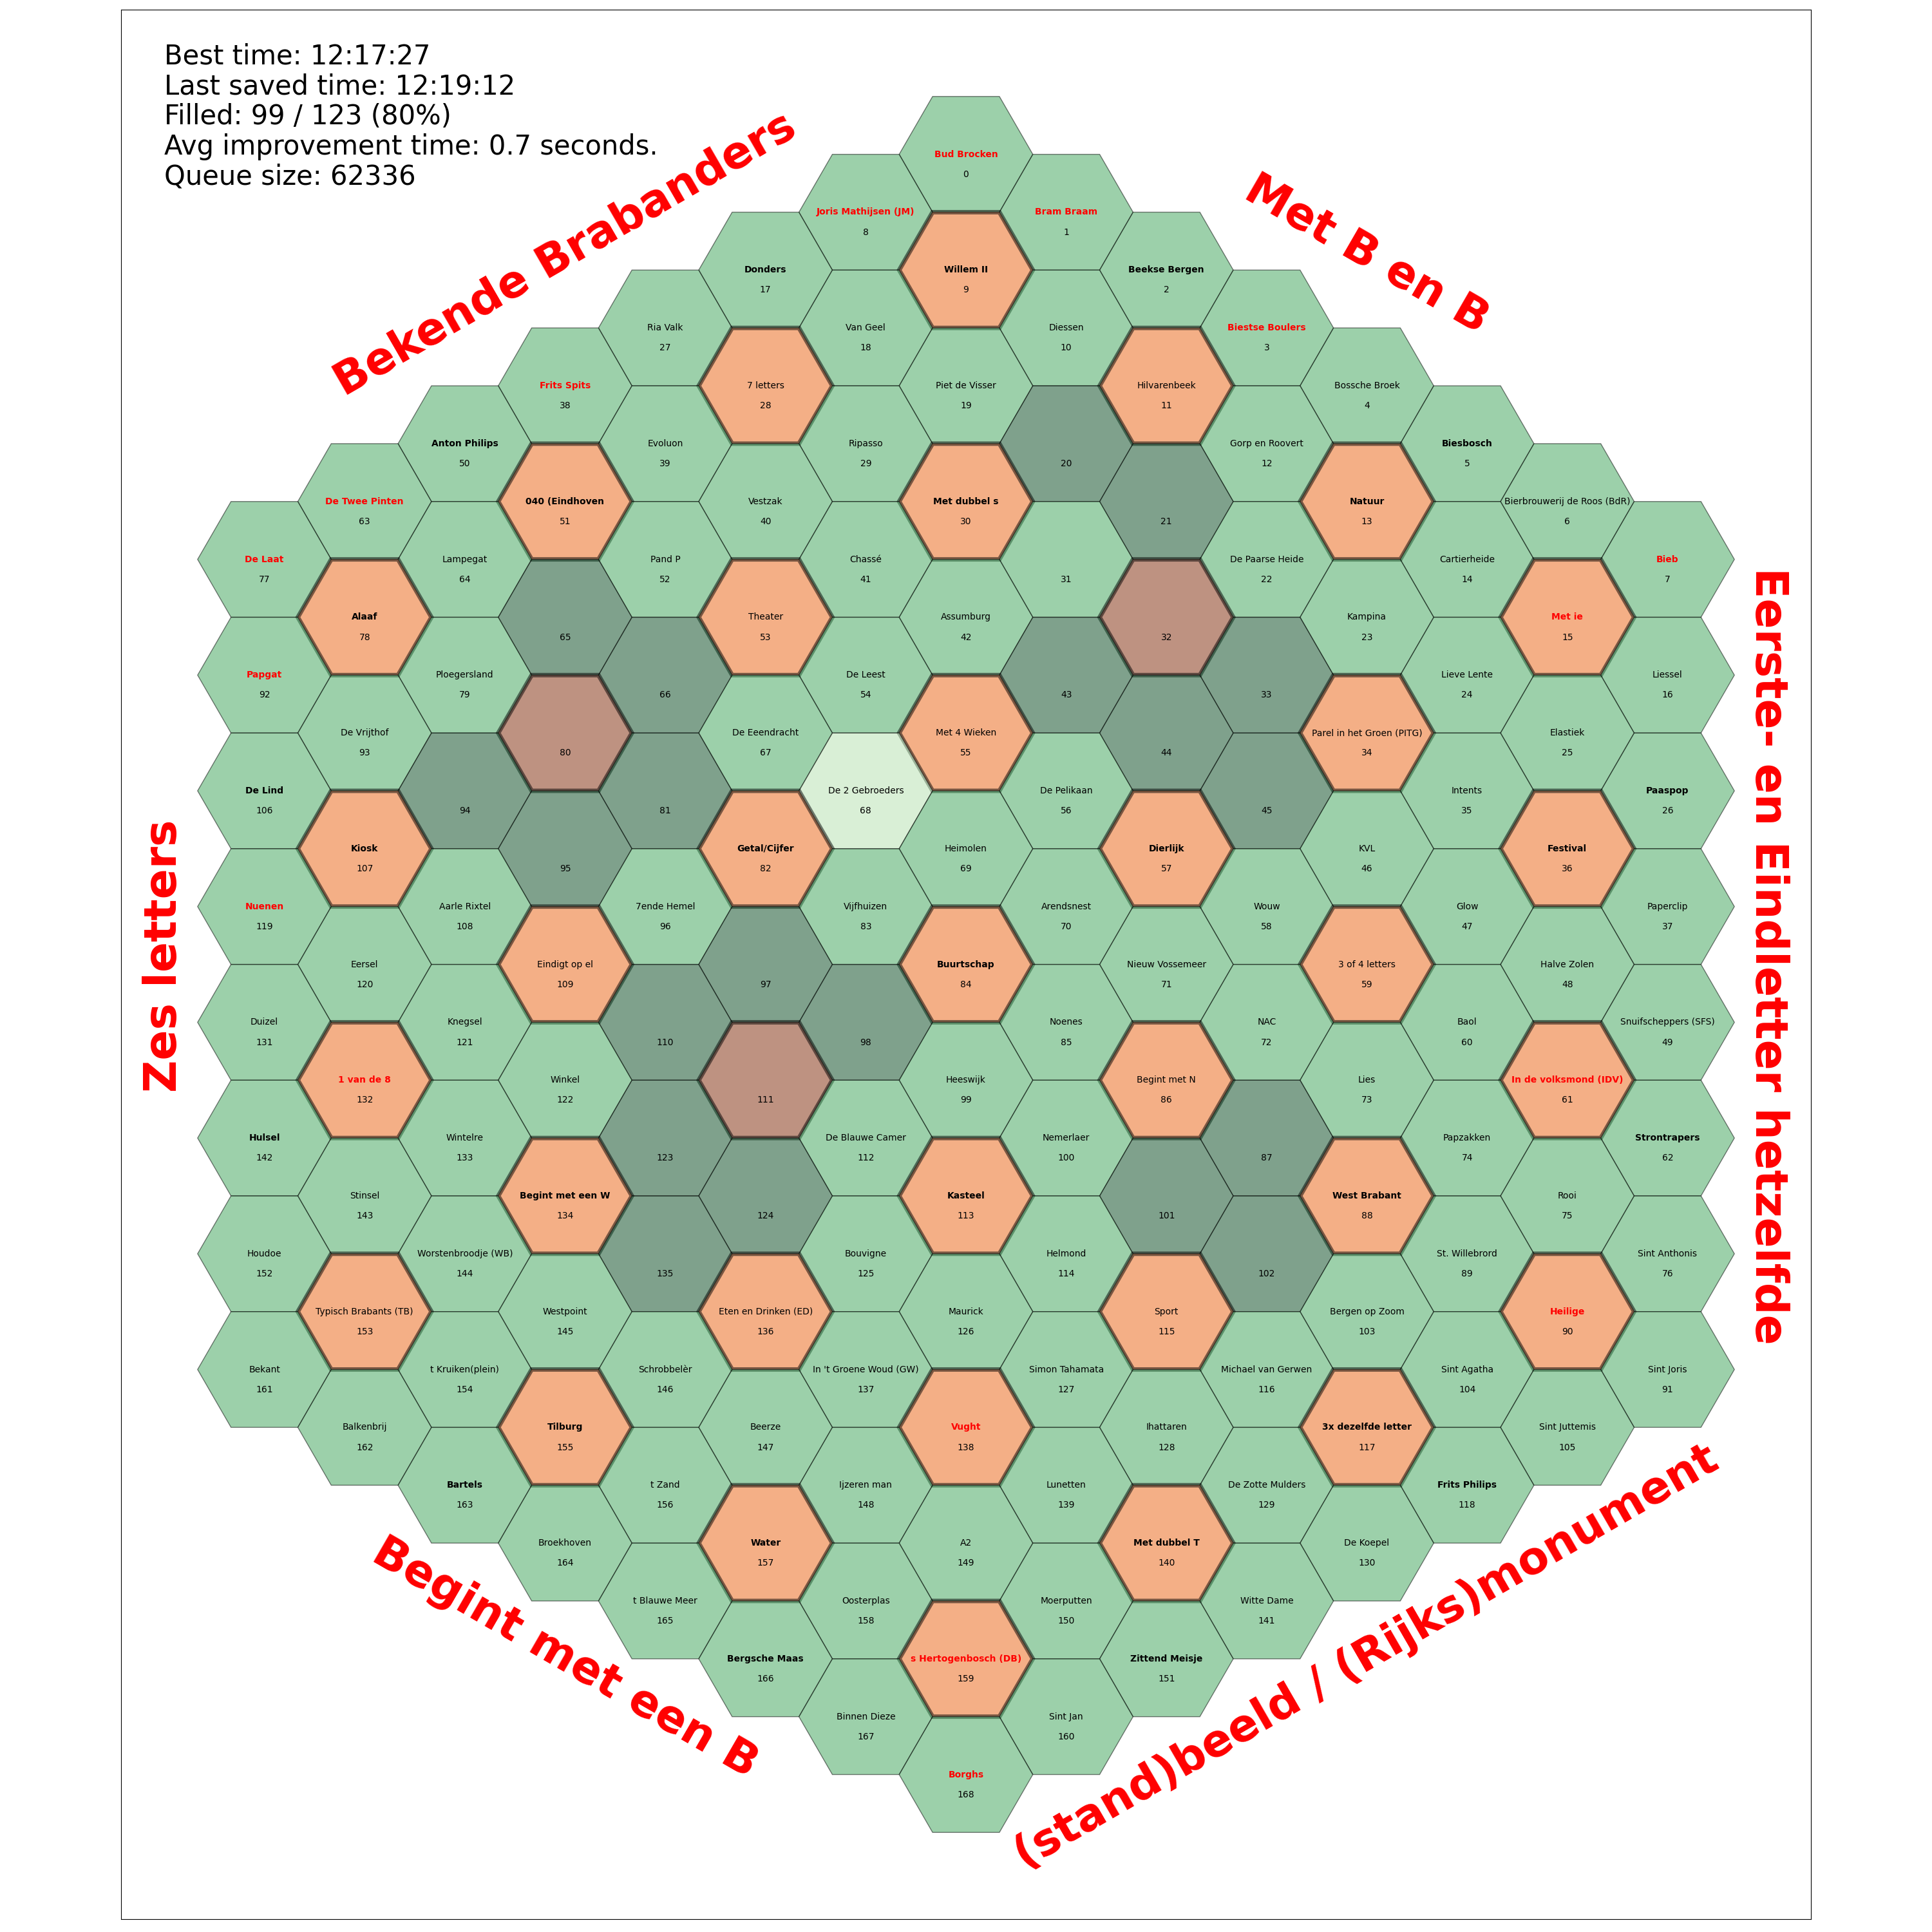 Best time: 12:17:27
Last saved time: 12:19:12
Filled: 99 / 123 (80%)
Avg improvement time: 0.7 seconds.
Queue size: 62336
Bekende Brabanders
Met B en B
Eerste- en Eindletter hetzelfde
(stand)beeld / (Rijks)monument
Begint met een B
Zes letters
Bud Brocken
0
Bram Braam
1
Beekse Bergen
2
Biestse Boulers
3
Bossche Broek
4
Biesbosch
5
Bierbrouwerij de Roos (BdR)
6
Bieb
7
Joris Mathijsen (JM)
8
Willem II
9
Diessen
10
Hilvarenbeek
11
Gorp en Roovert
12
Natuur
13
Cartierheide
14
Met ie
15
Liessel
16
Donders
17
Van Geel
18
Piet de Visser
19
20
21
De Paarse Heide
22
Kampina
23
Lieve Lente
24
Elastiek
25
Paaspop
26
Ria Valk
27
7 letters
28
Ripasso
29
Met dubbel s
30
31
32
33
Parel in het Groen (PITG)
34
Intents
35
Festival
36
Paperclip
37
Frits Spits
38
Evoluon
39
Vestzak
40
Chassé
41
Assumburg
42
43
44
45
KVL
46
Glow
47
Halve Zolen
48
Snuifscheppers (SFS)
49
Anton Philips
50
040 (Eindhoven
51
Pand P
52
Theater
53
De Leest
54
Met 4 Wieken
55
De Pelikaan
56
Dierlijk
57
Wouw
58
3 of 4 letters
59
Baol
60
In de volksmond (IDV)
61
Strontrapers
62
De Twee Pinten
63
Lampegat
64
65
66
De Eeendracht
67
De 2 Gebroeders
68
Heimolen
69
Arendsnest
70
Nieuw Vossemeer
71
NAC
72
Lies
73
Papzakken
74
Rooi
75
Sint Anthonis
76
De Laat
77
Alaaf
78
Ploegersland
79
80
81
Getal/Cijfer
82
Vijfhuizen
83
Buurtschap
84
Noenes
85
Begint met N
86
87
West Brabant
88
St. Willebrord
89
Heilige
90
Sint Joris
91
Papgat
92
De Vrijthof
93
94
95
7ende Hemel
96
97
98
Heeswijk
99
Nemerlaer
100
101
102
Bergen op Zoom
103
Sint Agatha
104
Sint Juttemis
105
De Lind
106
Kiosk
107
Aarle Rixtel
108
Eindigt op el
109
110
111
De Blauwe Camer
112
Kasteel
113
Helmond
114
Sport
115
Michael van Gerwen
116
3x dezelfde letter
117
Frits Philips
118
Nuenen
119
Eersel
120
Knegsel
121
Winkel
122
123
124
Bouvigne
125
Maurick
126
Simon Tahamata
127
Ihattaren
128
De Zotte Mulders
129
De Koepel
130
Duizel
131
1 van de 8
132
Wintelre
133
Begint met een W
134
135
Eten en Drinken (ED)
136
In 't Groene Woud (GW)
137
Vught
138
Lunetten
139
Met dubbel T
140
Witte Dame
141
Hulsel
142
Stinsel
143
Worstenbroodje (WB)
144
Westpoint
145
Schrobbelèr
146
Beerze
147
Ijzeren man
148
A2
149
Moerputten
150
Zittend Meisje
151
Houdoe
152
Typisch Brabants (TB)
153
t Kruiken(plein)
154
Tilburg
155
t Zand
156
Water
157
Oosterplas
158
s Hertogenbosch (DB)
159
Sint Jan
160
Bekant
161
Balkenbrij
162
Bartels
163
Broekhoven
164
t Blauwe Meer
165
Bergsche Maas
166
Binnen Dieze
167
Borghs
168